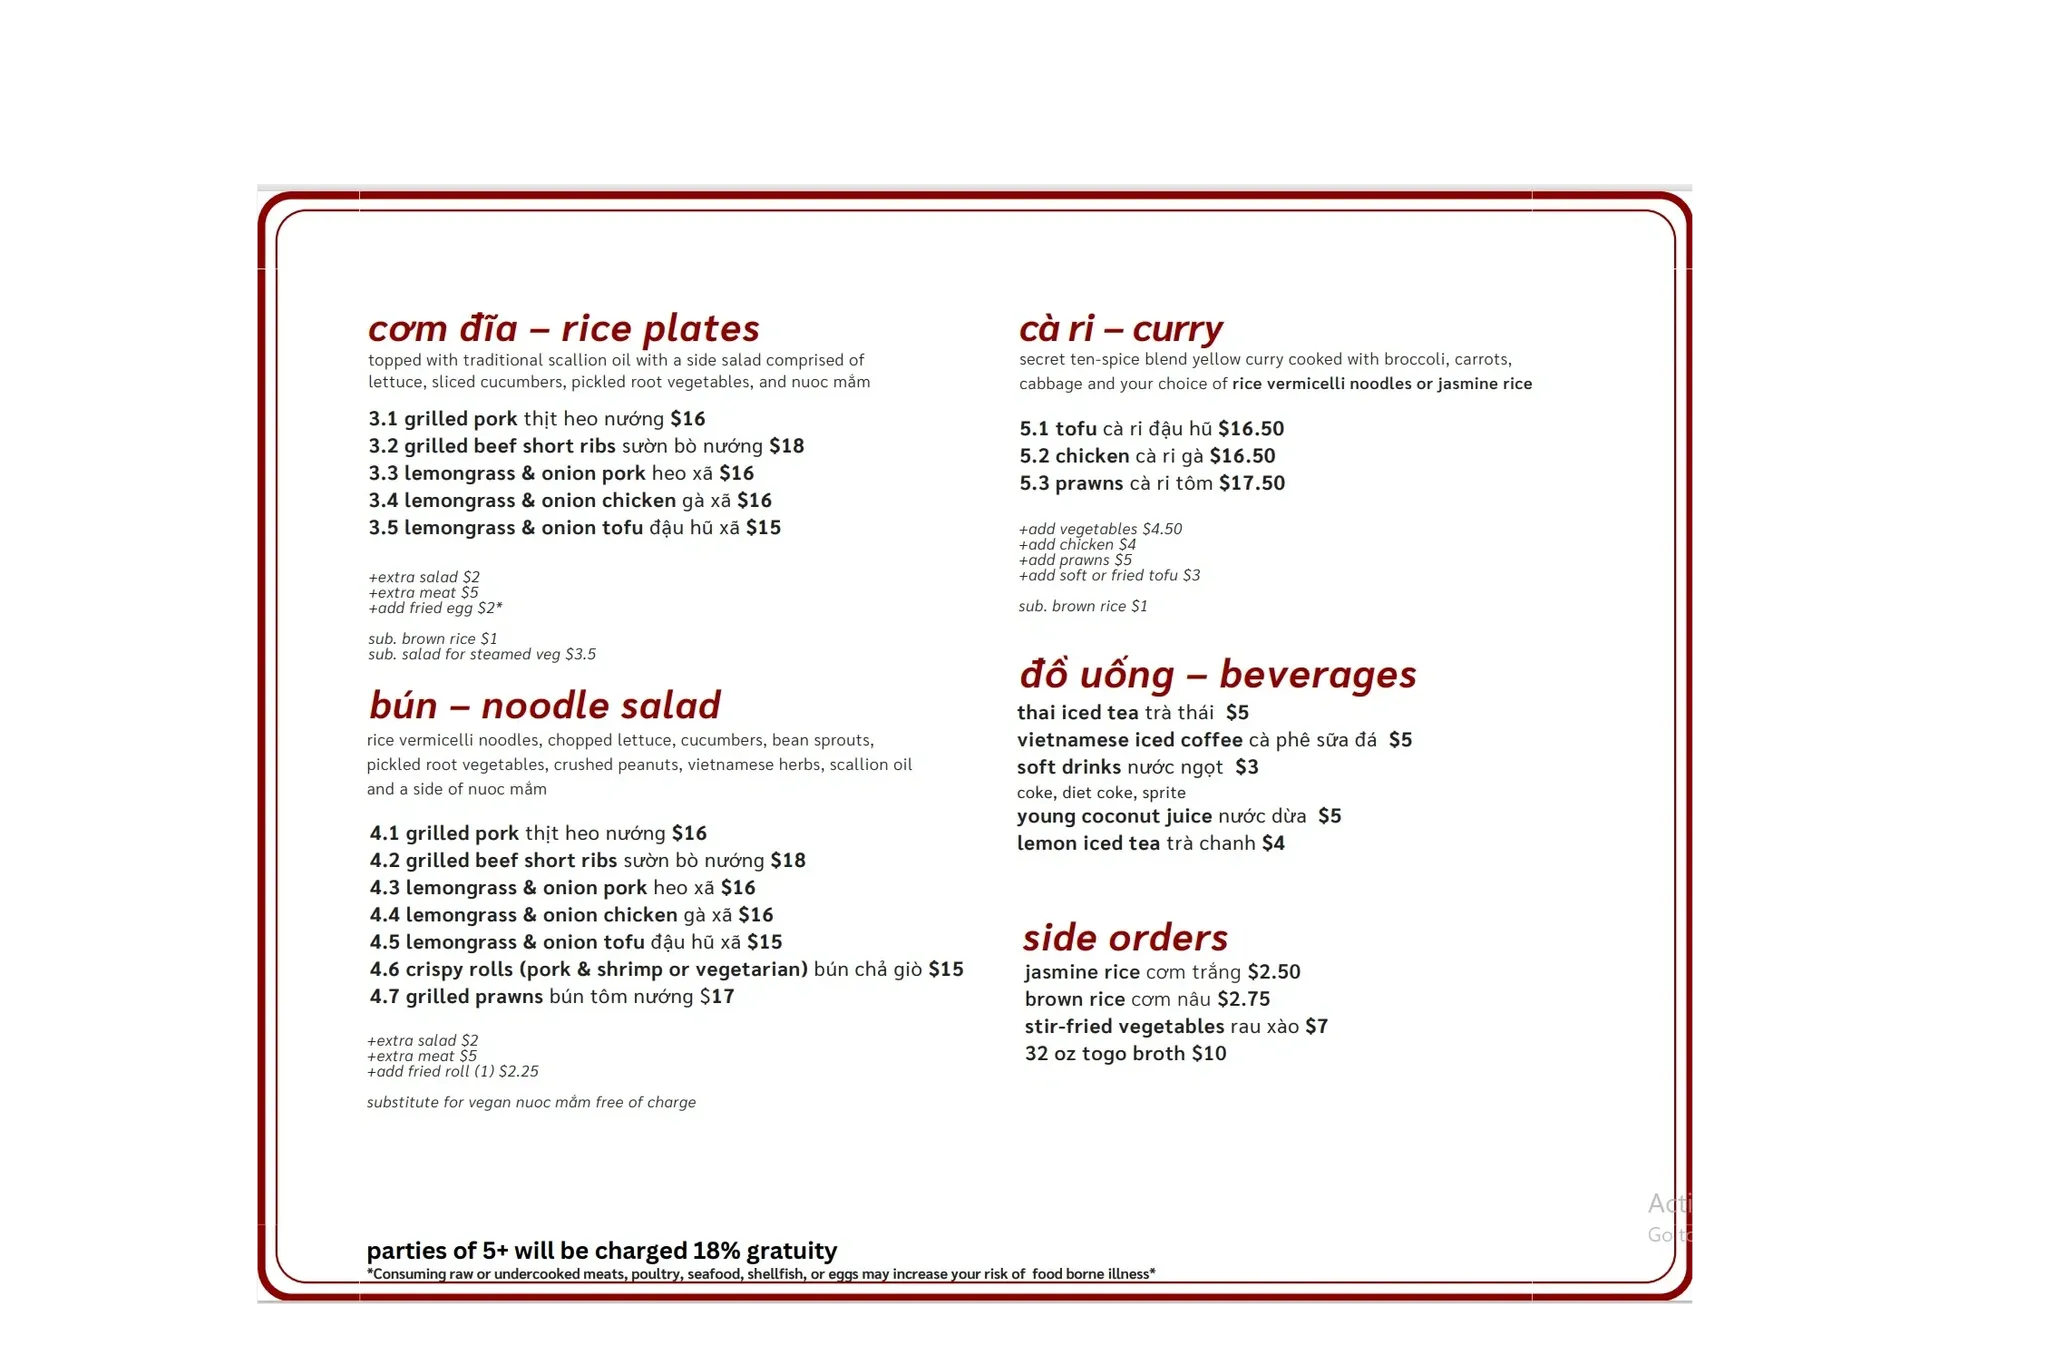 cơm đĩa – rice plates
topped with traditional scallion oil with a side salad comprised of
lettuce, sliced cucumbers, pickled root vegetables, and nuoc mắm
3.1 grilled pork thịt heo nướng $16
3.2 grilled beef short ribs sườn bò nướng $18
3.3 lemongrass & onion pork heo xã $16
3.4 lemongrass & onion chicken gà xã $16
3.5 lemongrass & onion tofu đậu hũ xã $15
+extra salad $2
+extra meat $5
+add fried egg $2*
sub. brown rice $1
sub. salad for steamed veg $3.5
bún – noodle salad
rice vermicelli noodles, chopped lettuce, cucumbers, bean sprouts,
pickled root vegetables, crushed peanuts, vietnamese herbs, scallion oil
and a side of nuoc mắm
4.1 grilled pork thịt heo nướng $16
4.2 grilled beef short ribs sườn bò nướng $18
4.3 lemongrass & onion pork heo xã $16
4.4 lemongrass & onion chicken gà xã $16
4.5 lemongrass & onion tofu đậu hũ xã $15
4.6 crispy rolls (pork & shrimp or vegetarian) bún chả giò $15
4.7 grilled prawns bún tôm nướng $17
+extra salad $2
+extra meat $5
+add fried roll (1) $2.25
substitute for vegan nuoc mắm free of charge
cà ri – curry
secret ten-spice blend yellow curry cooked with broccoli, carrots,
cabbage and your choice of rice vermicelli noodles or jasmine rice
5.1 tofu cà ri đậu hũ $16.50
5.2 chicken cà ri gà $16.50
5.3 prawns cà ri tôm $17.50
+add vegetables $4.50
+add chicken $4
+add prawns $5
+add soft or fried tofu $3
sub. brown rice $1
đồ uống – beverages
thai iced tea trà thái $5
vietnamese iced coffee cà phê sữa đá $5
soft drinks nước ngọt $3
coke, diet coke, sprite
young coconut juice nước dừa $5
lemon iced tea trà chanh $4
side orders
jasmine rice cơm trắng $2.50
brown rice cơm nâu $2.75
stir-fried vegetables rau xào $7
32 oz togo broth $10
parties of 5+ will be charged 18% gratuity
*Consuming raw or undercooked meats, poultry, seafood, shellfish, or eggs may increase your risk of food borne illness*
Acti
Go to